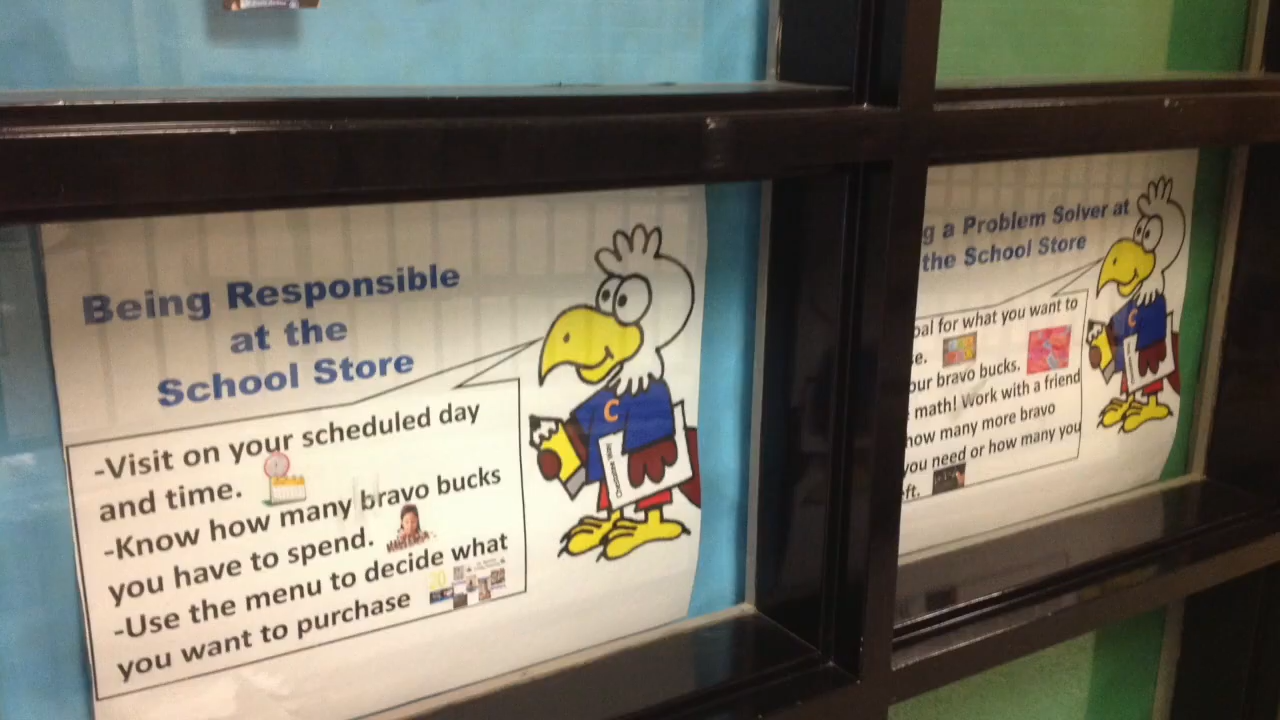 Being Responsible
at the
School Store
-Visit on your scheduled day
and time.
-Know how many bravo bucks
you have to spend.
-Use the menu to decide what
you want to purchase
C
a Problem Solver at
the School Store
for what you want to
bravo bucks.
math! Work with a friend
how many more bravo
you need or how many you
C